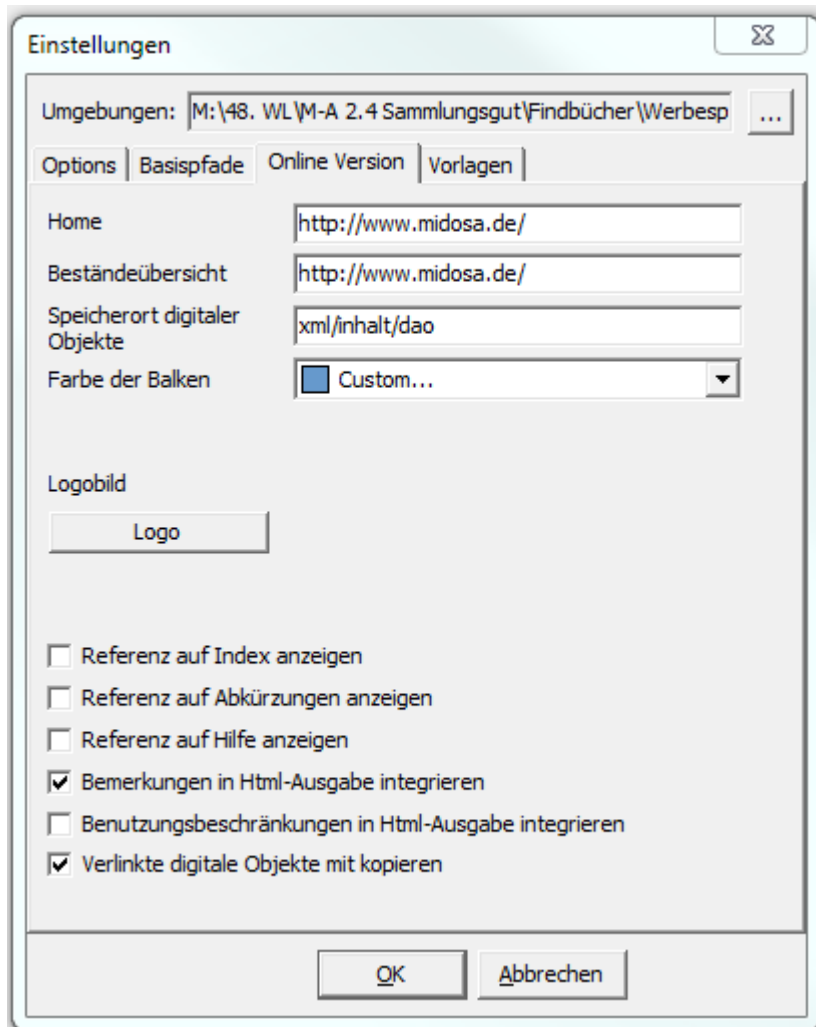 Einstellungen
Umgebungen: M:\48. WL\M-A 2.4 Sammlungsgut\Findbücher\Werbesp ...
Options Basispfade Online Version Vorlagen
Home http://www.midosa.de/
Beständeübersicht http://www.midosa.de/
Speicherort digitaler
Objekte xml/inhalt/dao
Farbe der Balken Custom...
Logobild
Logo
Referenz auf Index anzeigen
Referenz auf Abkürzungen anzeigen
Referenz auf Hilfe anzeigen
Bemerkungen in Html-Ausgabe integrieren
Benutzungsbeschränkungen in Html-Ausgabe integrieren
Verlinkte digitale Objekte mit kopieren
OK Abbrechen